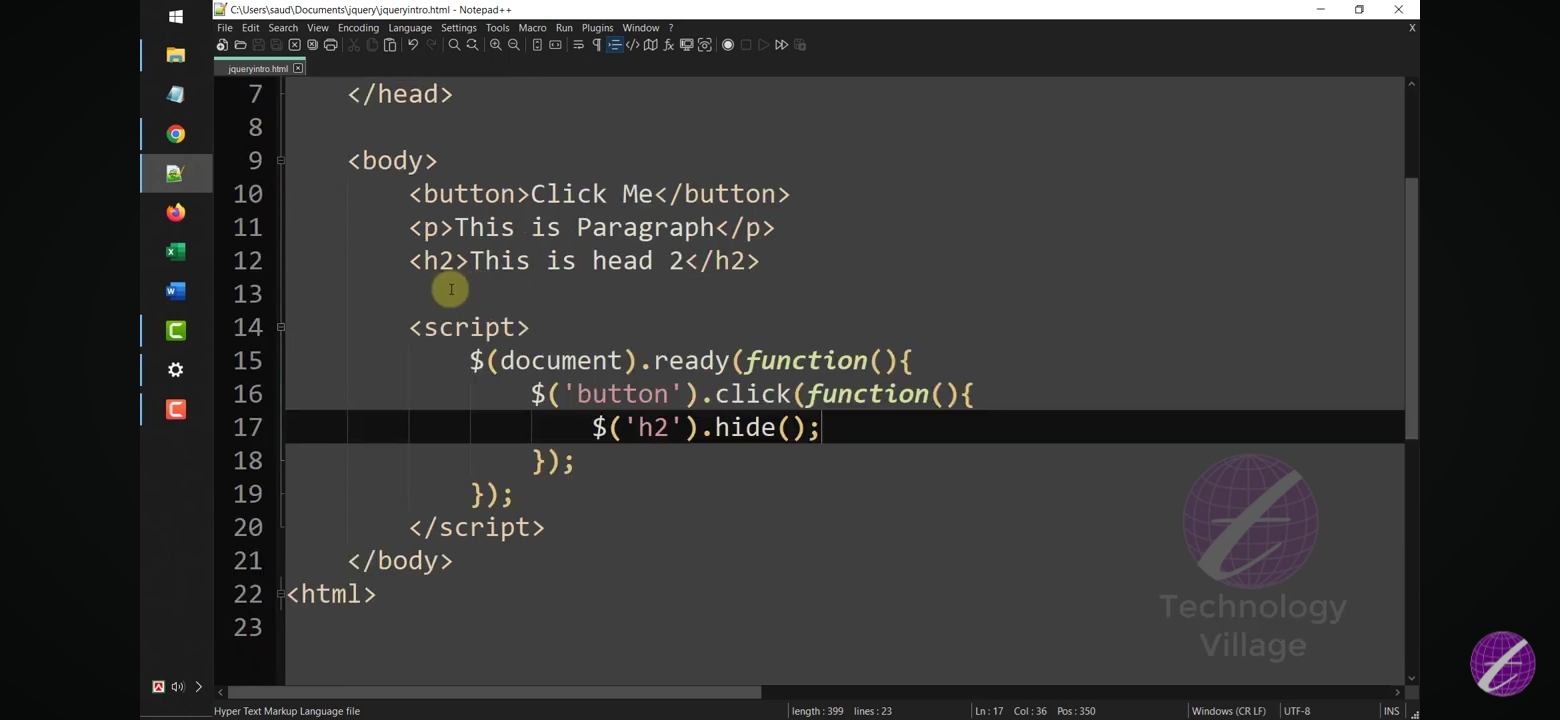 C:\Users\saud\Documents\jquery\jqueryintro.html - Notepad++
File Edit Search View Encoding Language Settings Tools Macro Run Plugins Window ? X
jqueryintro.html
7 </head>
8
9 <body>
10 <button>Click Me</button>
11 <p>This is Paragraph</p>
12 <h2>This is head 2</h2>
13
14 <script>
15 $(document).ready(function(){
16 $('button').click(function(){
17 $('h2').hide();
18 });
19 });
20 </script>
21 </body>
22 <html>
23
Technology
Village
Hyper Text Markup Language file length : 399 lines : 23 Ln : 17 Col : 36 Pos : 350 Windows (CR LF) UTF-8 INS